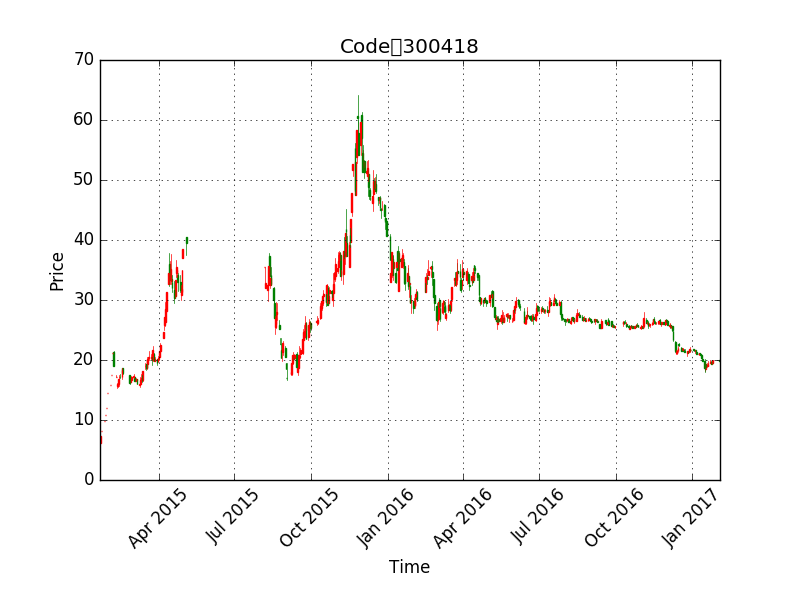 Code▯300418
70
60
50
40
30
20
10
0
Price
Apr 2015
Jul 2015
Oct 2015
Jan 2016
Apr 2016
Jul 2016
Oct 2016
Jan 2017
Time